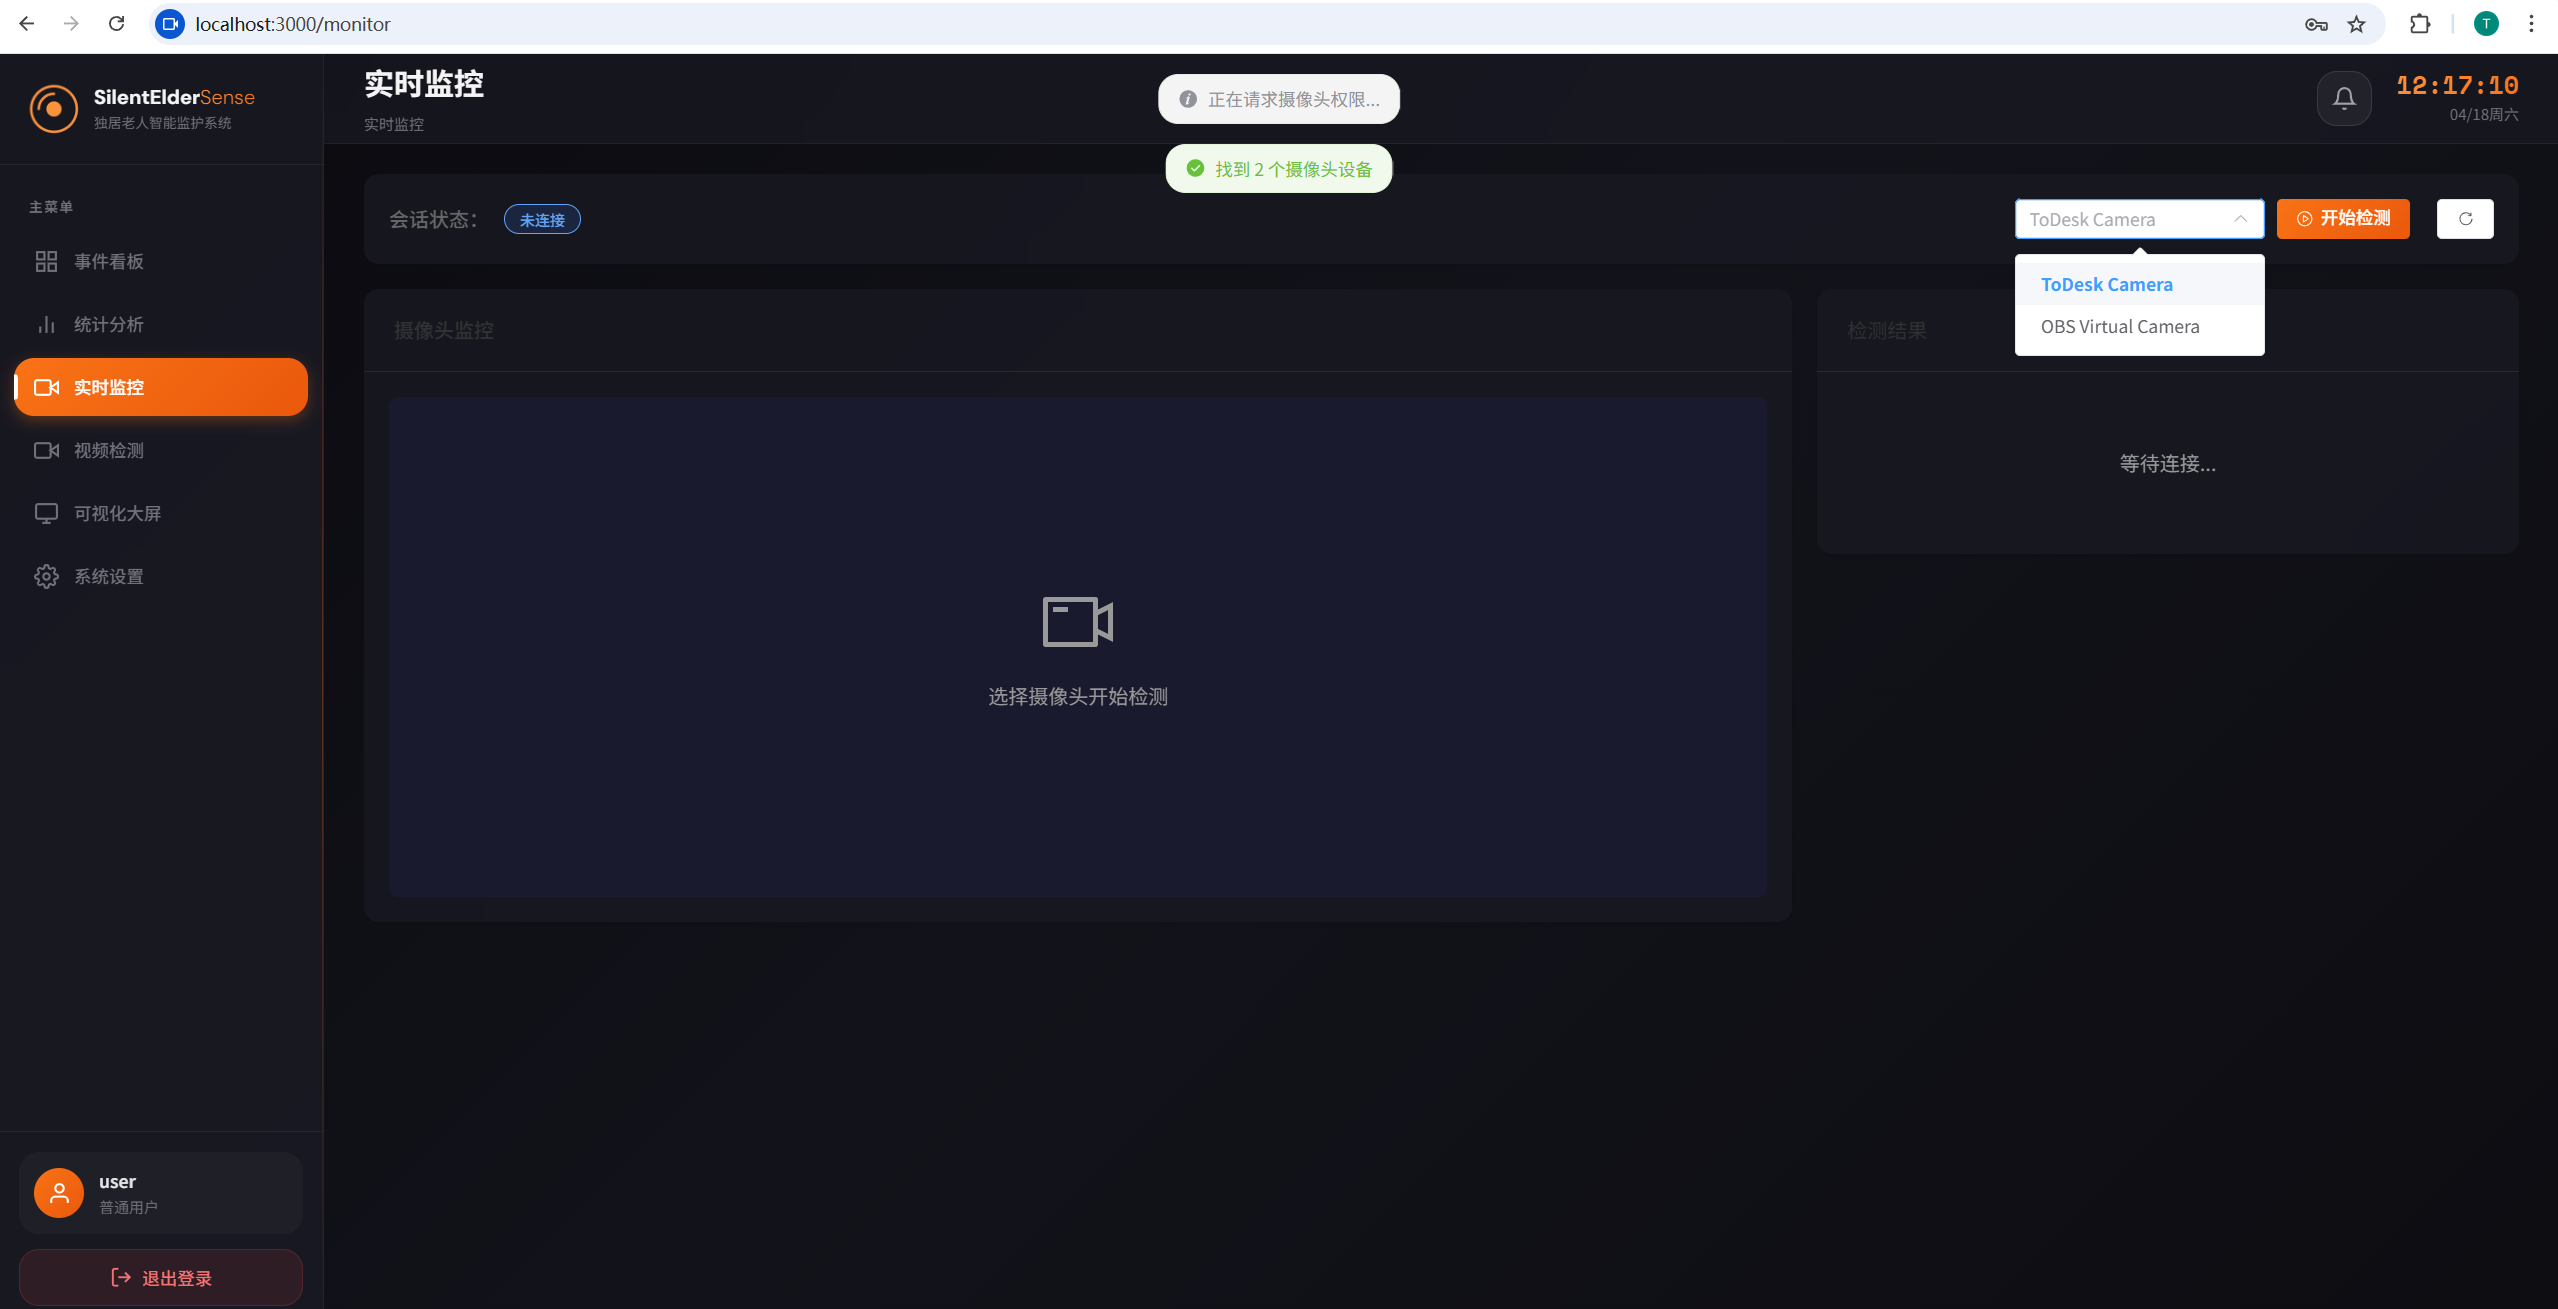 localhost:3000/monitor
T
SilentElderSense
独居老人智能监护系统
主菜单
事件看板
统计分析
实时监控
视频检测
可视化大屏
系统设置
user
普通用户
退出登录
实时监控
实时监控
正在请求摄像头权限...
找到 2 个摄像头设备
12:17:10
04/18周六
会话状态：
未连接
ToDesk Camera
开始检测
ToDesk Camera
OBS Virtual Camera
摄像头监控
选择摄像头开始检测
检测结果
等待连接...